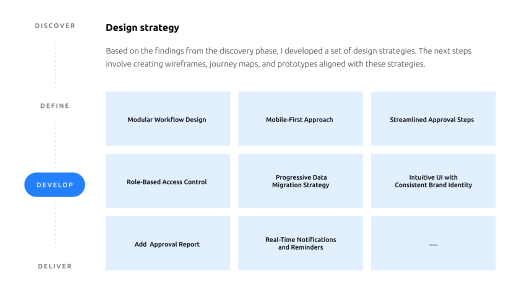 DISCOVER
Design strategy
Based on the findings from the discovery phase, I developed a set of design strategies. The next steps
involve creating wireframes, journey maps, and prototypes aligned with these strategies.
DEFINE
Modular Workflow Design
Mobile-First Approach
Streamlined Approval Steps
DEVELOP
Role-Based Access Control
Progressive Data
Migration Strategy
Intuitive UI with
Consistent Brand Identity
Add Approval Report
Real-Time Notifications
and Reminders
DELIVER